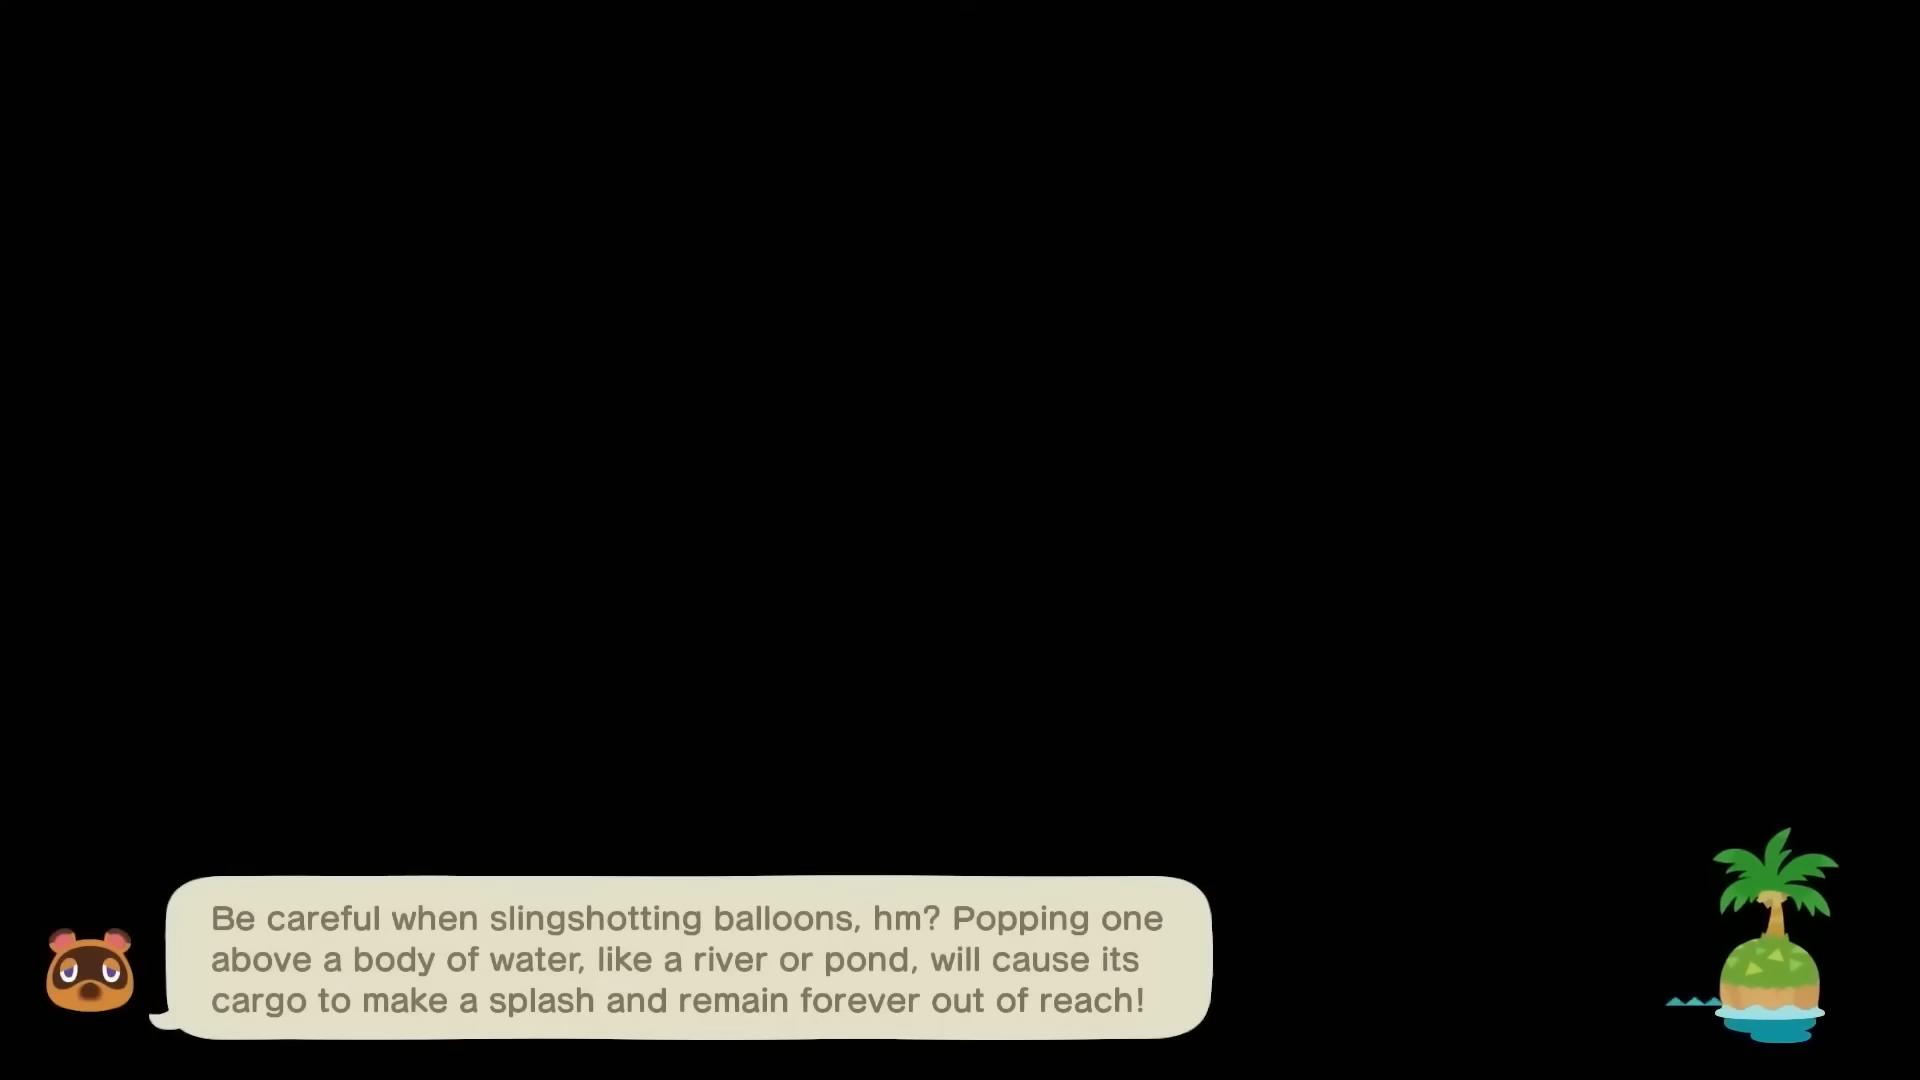 Be careful when slingshotting balloons, hm? Popping one
above a body of water, like a river or pond, will cause its
cargo to make a splash and remain forever out of reach!